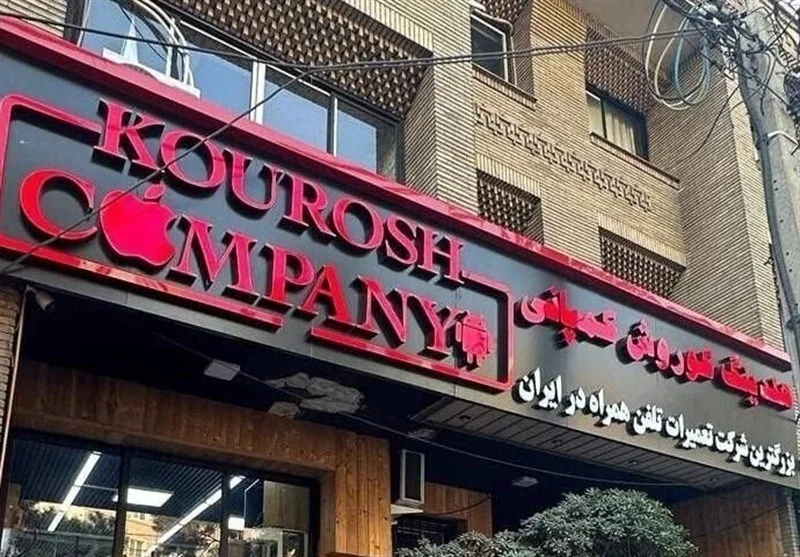 KOUROSH
COMPANY
هلدینگ کوروش کمپانی
بزرگترین شرکت تعمیرات تلفن همراه در ایران